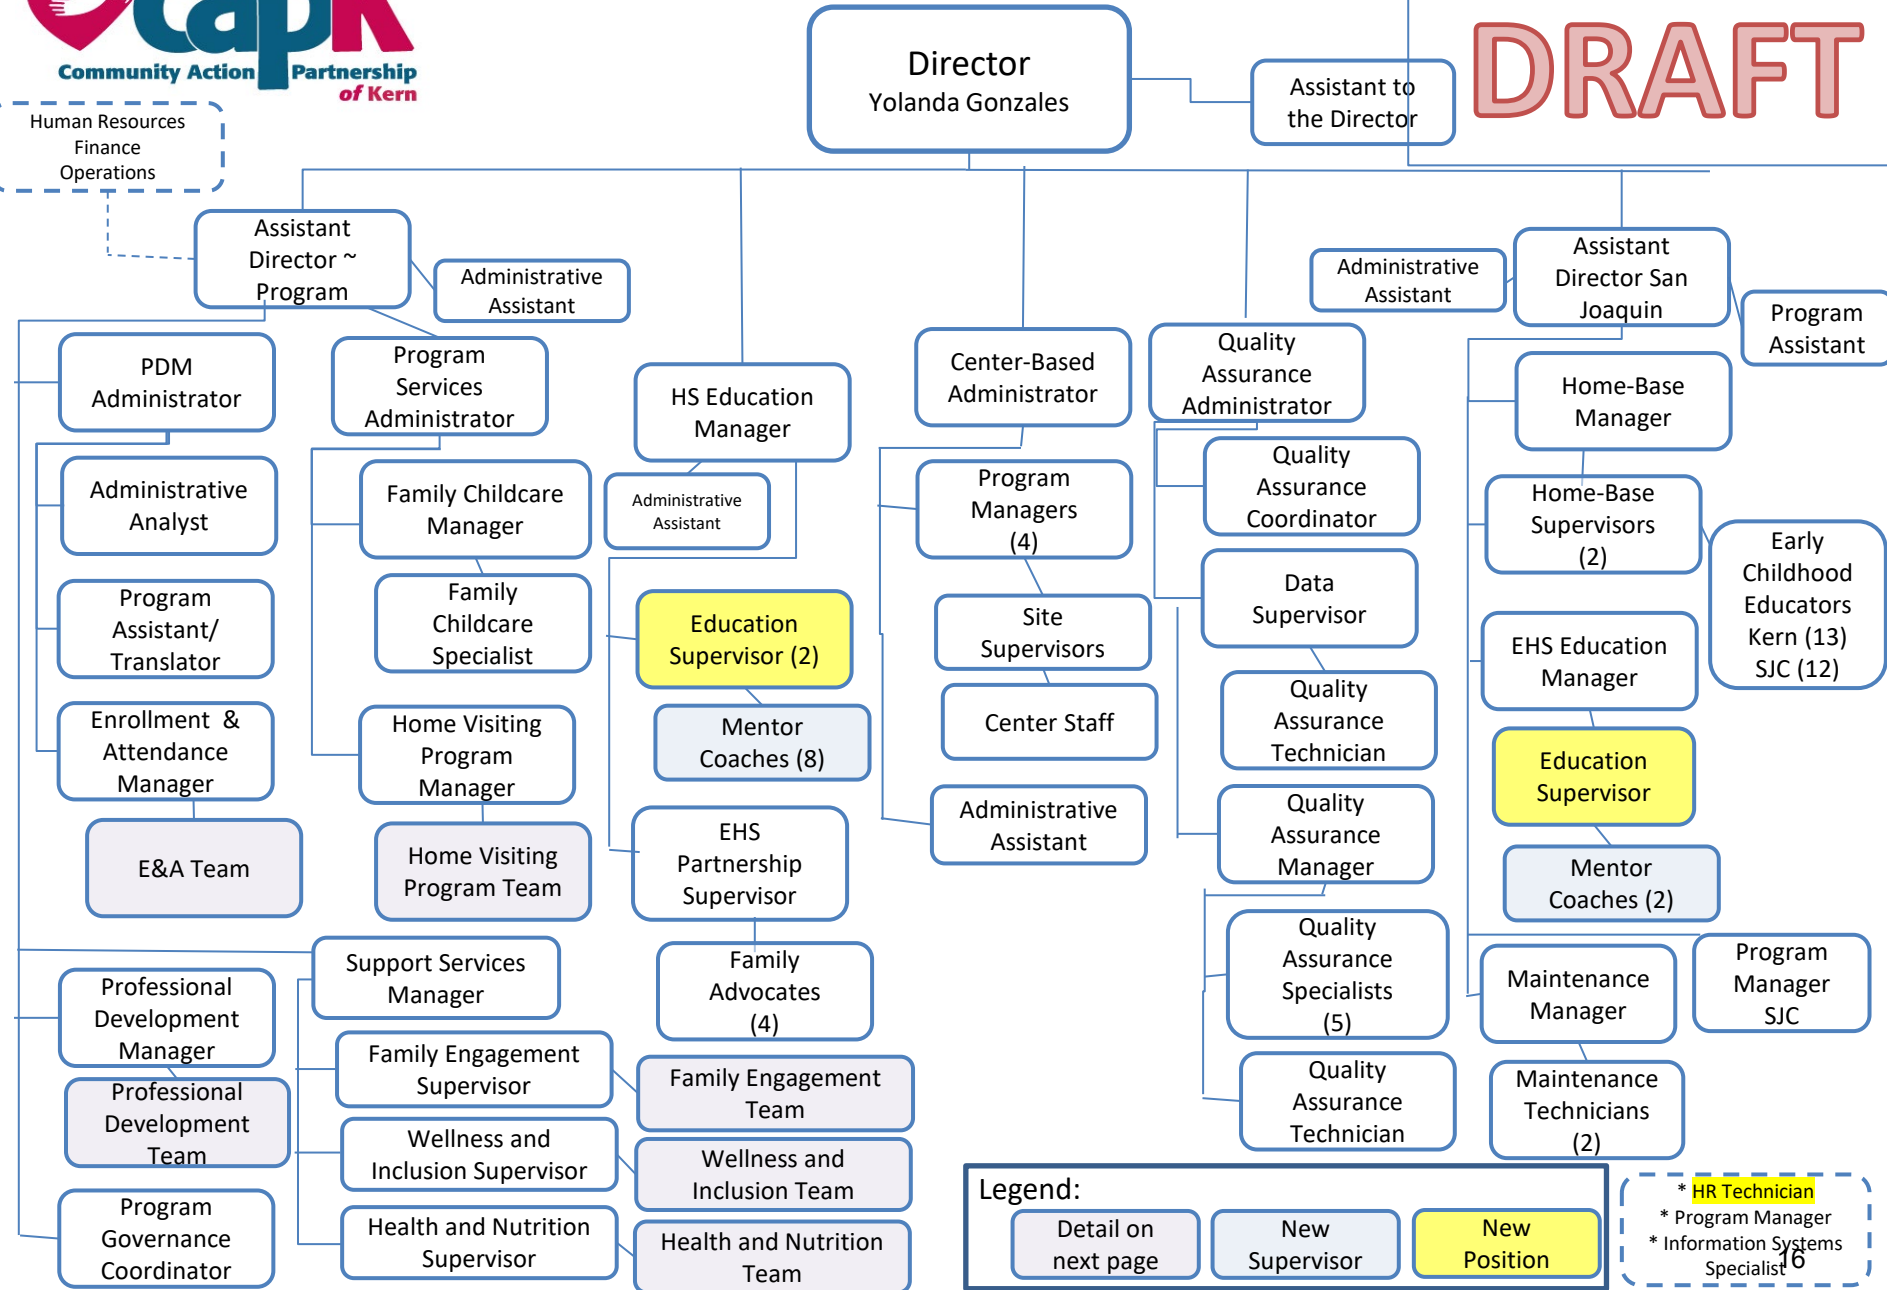 capk
Community Action Partnership
of Kern
DRAFT
Director
Yolanda Gonzales
Assistant to
the Director
Human Resources
Finance
Operations
Assistant
Director ~
Program
Administrative
Assistant
Administrative
Assistant
Assistant
Director San
Joaquin
Program
Assistant
PDM
Administrator
Program
Services
Administrator
HS Education
Manager
Center-Based
Administrator
Quality
Assurance
Administrator
Home-Base
Manager
Administrative
Analyst
Family Childcare
Manager
Administrative
Assistant
Program
Managers
(4)
Quality
Assurance
Coordinator
Home-Base
Supervisors
(2)
Early
Childhood
Educators
Kern (13)
SJC (12)
Program
Assistant/
Translator
Family
Childcare
Specialist
Education
Supervisor (2)
Site
Supervisors
Data
Supervisor
EHS Education
Manager
Enrollment &
Attendance
Manager
Home Visiting
Program
Manager
Mentor
Coaches (8)
Center Staff
Quality
Assurance
Technician
Education
Supervisor
E&A Team
Home Visiting
Program Team
EHS
Partnership
Supervisor
Administrative
Assistant
Quality
Assurance
Manager
Mentor
Coaches (2)
Support Services
Manager
Family
Advocates
(4)
Quality
Assurance
Specialists
(5)
Maintenance
Manager
Program
Manager
SJC
Professional
Development
Manager
Professional
Development
Team
Family Engagement
Supervisor
Family Engagement
Team
Quality
Assurance
Technician
Maintenance
Technicians
(2)
Wellness and
Inclusion Supervisor
Wellness and
Inclusion Team
Program
Governance
Coordinator
Health and Nutrition
Supervisor
Health and Nutrition
Team
Legend:
Detail on
next page
New
Supervisor
New
Position
* HR Technician
* Program Manager
* Information Systems
Specialist
16